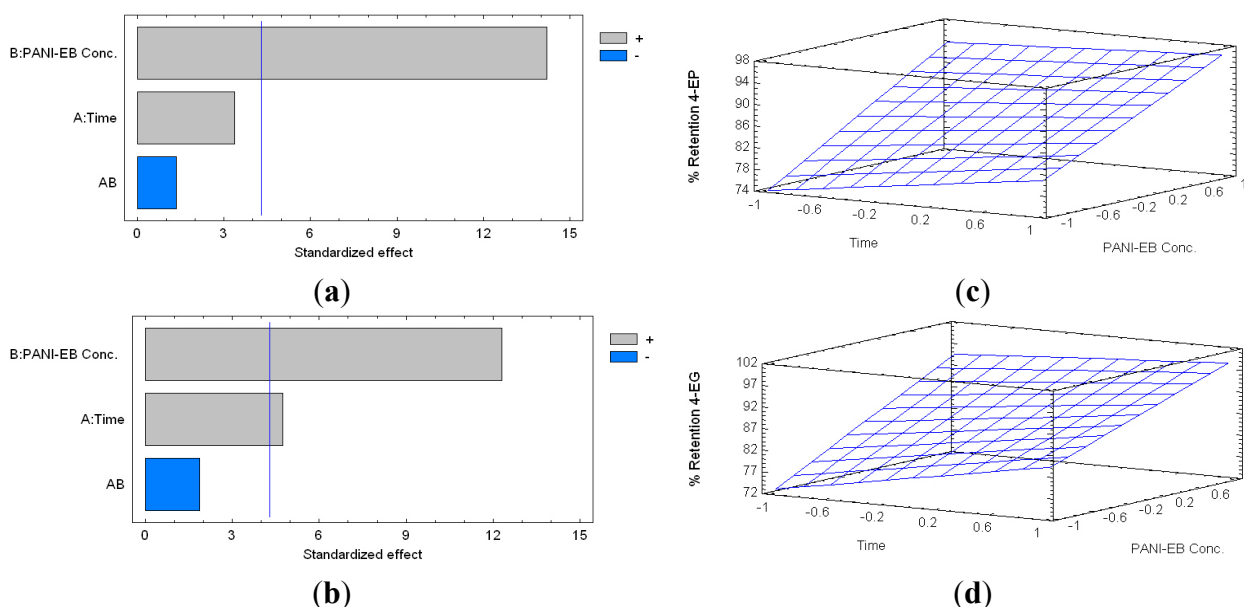 B:PANI-EB Conc.
A:Time
AB
0 3 6 9 12 15
Standardized effect
+
-
(a)
98
94
90
86
82
78
74
% Retention 4-EP
-1 -0.6 -0.2 0.2 0.6 1
Time
-1 -0.6 -0.2 0.2 0.6 1
PANI-EB Conc.
(c)
B:PANI-EB Conc.
A:Time
AB
0 3 6 9 12 15
Standardized effect
+
-
(b)
102
97
92
87
82
77
72
% Retention 4-EG
-1 -0.6 -0.2 0.2 0.6 1
Time
-1 -0.6 -0.2 0.2 0.6
PANI-EB Conc.
(d)